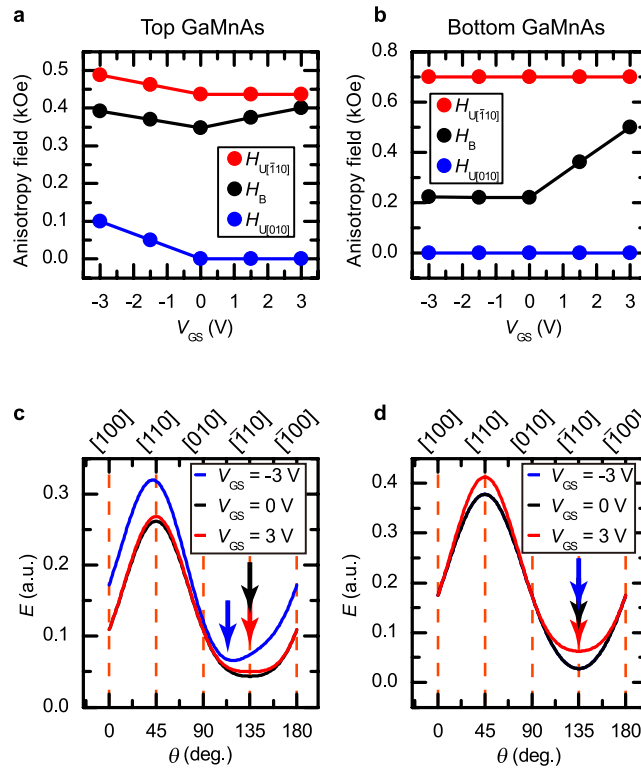 a Top GaMnAs
Anisotropy field (kOe)
0.5
0.4
0.3
0.2
0.1
0.0
H_U[1̄10]
H_B
H_U[010]
-3 -2 -1 0 1 2 3
V_GS (V)
b Bottom GaMnAs
Anisotropy field (kOe)
0.8
0.6
0.4
0.2
0.0
H_U[1̄10]
H_B
H_U[010]
-3 -2 -1 0 1 2 3
V_GS (V)
c
[100] [110] [010] [1̄10] [1̄00]
E (a.u.)
0.3
0.2
0.1
0.0
V_GS = -3 V
V_GS = 0 V
V_GS = 3 V
0 45 90 135 180
θ (deg.)
d
[100] [110] [010] [1̄10] [1̄00]
E (a.u.)
0.4
0.3
0.2
0.1
0.0
V_GS = -3 V
V_GS = 0 V
V_GS = 3 V
0 45 90 135 180
θ (deg.)